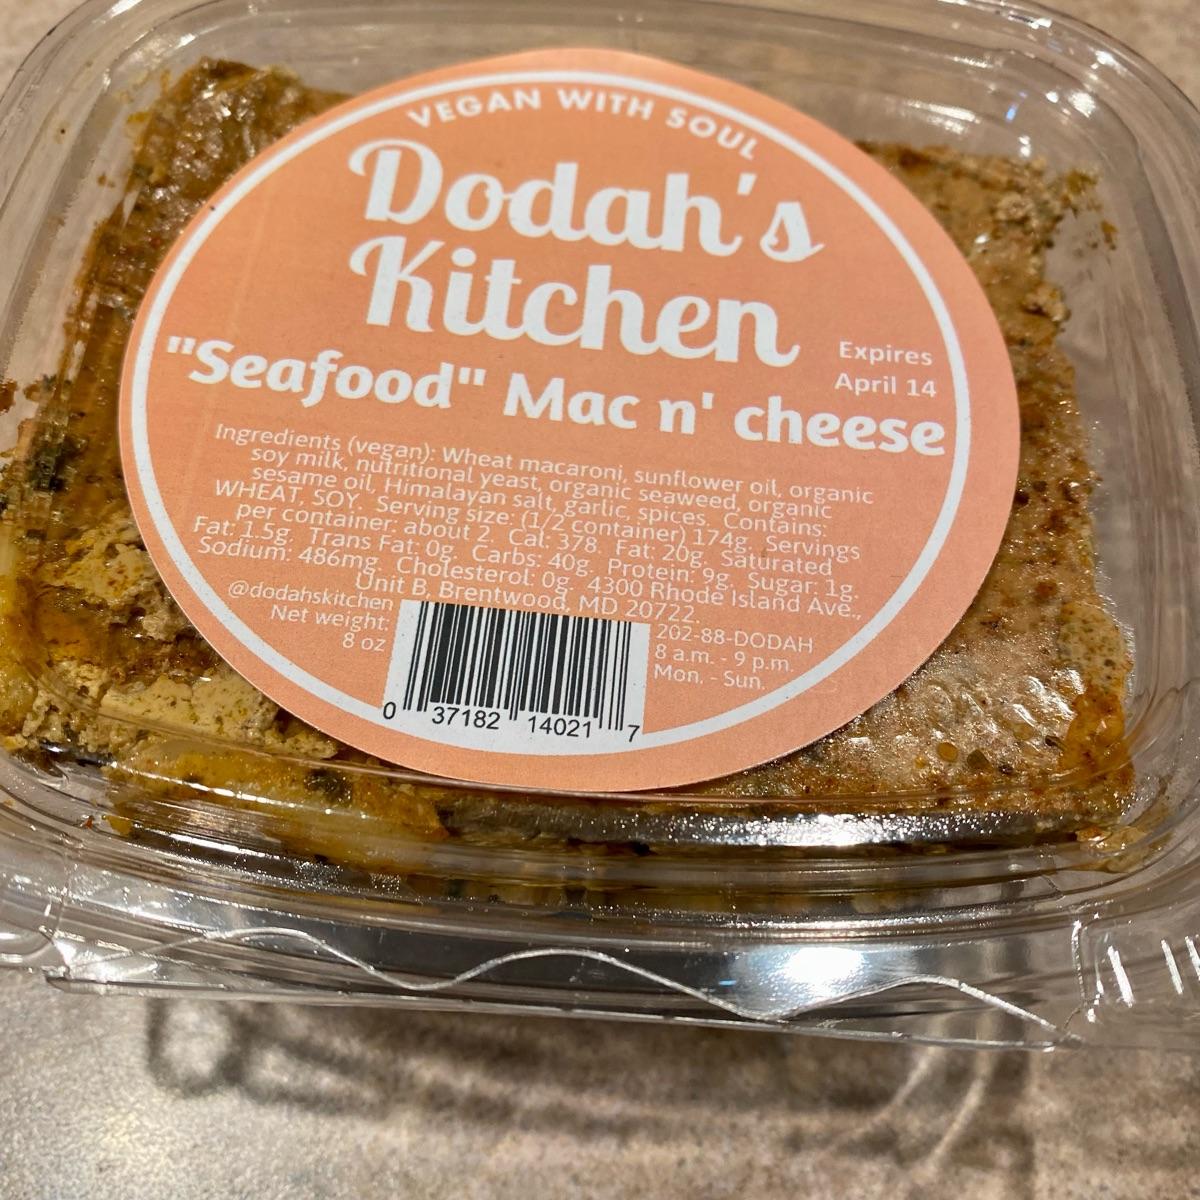 VEGAN WITH SOUL
Dodah's
Kitchen
Expires
April 14
"Seafood" Mac n' cheese
Ingredients (vegan): Wheat macaroni, sunflower oil, organic
soy milk, nutritional yeast, organic seaweed, organic
sesame oil, Himalayan salt, garlic, spices. Contains:
WHEAT, SOY. Serving size: (1/2 container) 174g. Servings
per container: about 2. Cal: 378. Fat: 20g. Saturated
Fat: 1.5g. Trans Fat: 0g. Carbs: 40g. Protein: 9g. Sugar: 1g.
Sodium: 486mg. Cholesterol: 0g. 4300 Rhode Island Ave.,
Unit B, Brentwood, MD 20722.
@dodahskitchen
Net weight:
8 oz
202-88-DODAH
8 a.m. - 9 p.m.
Mon. - Sun.
0 37182 14021 7